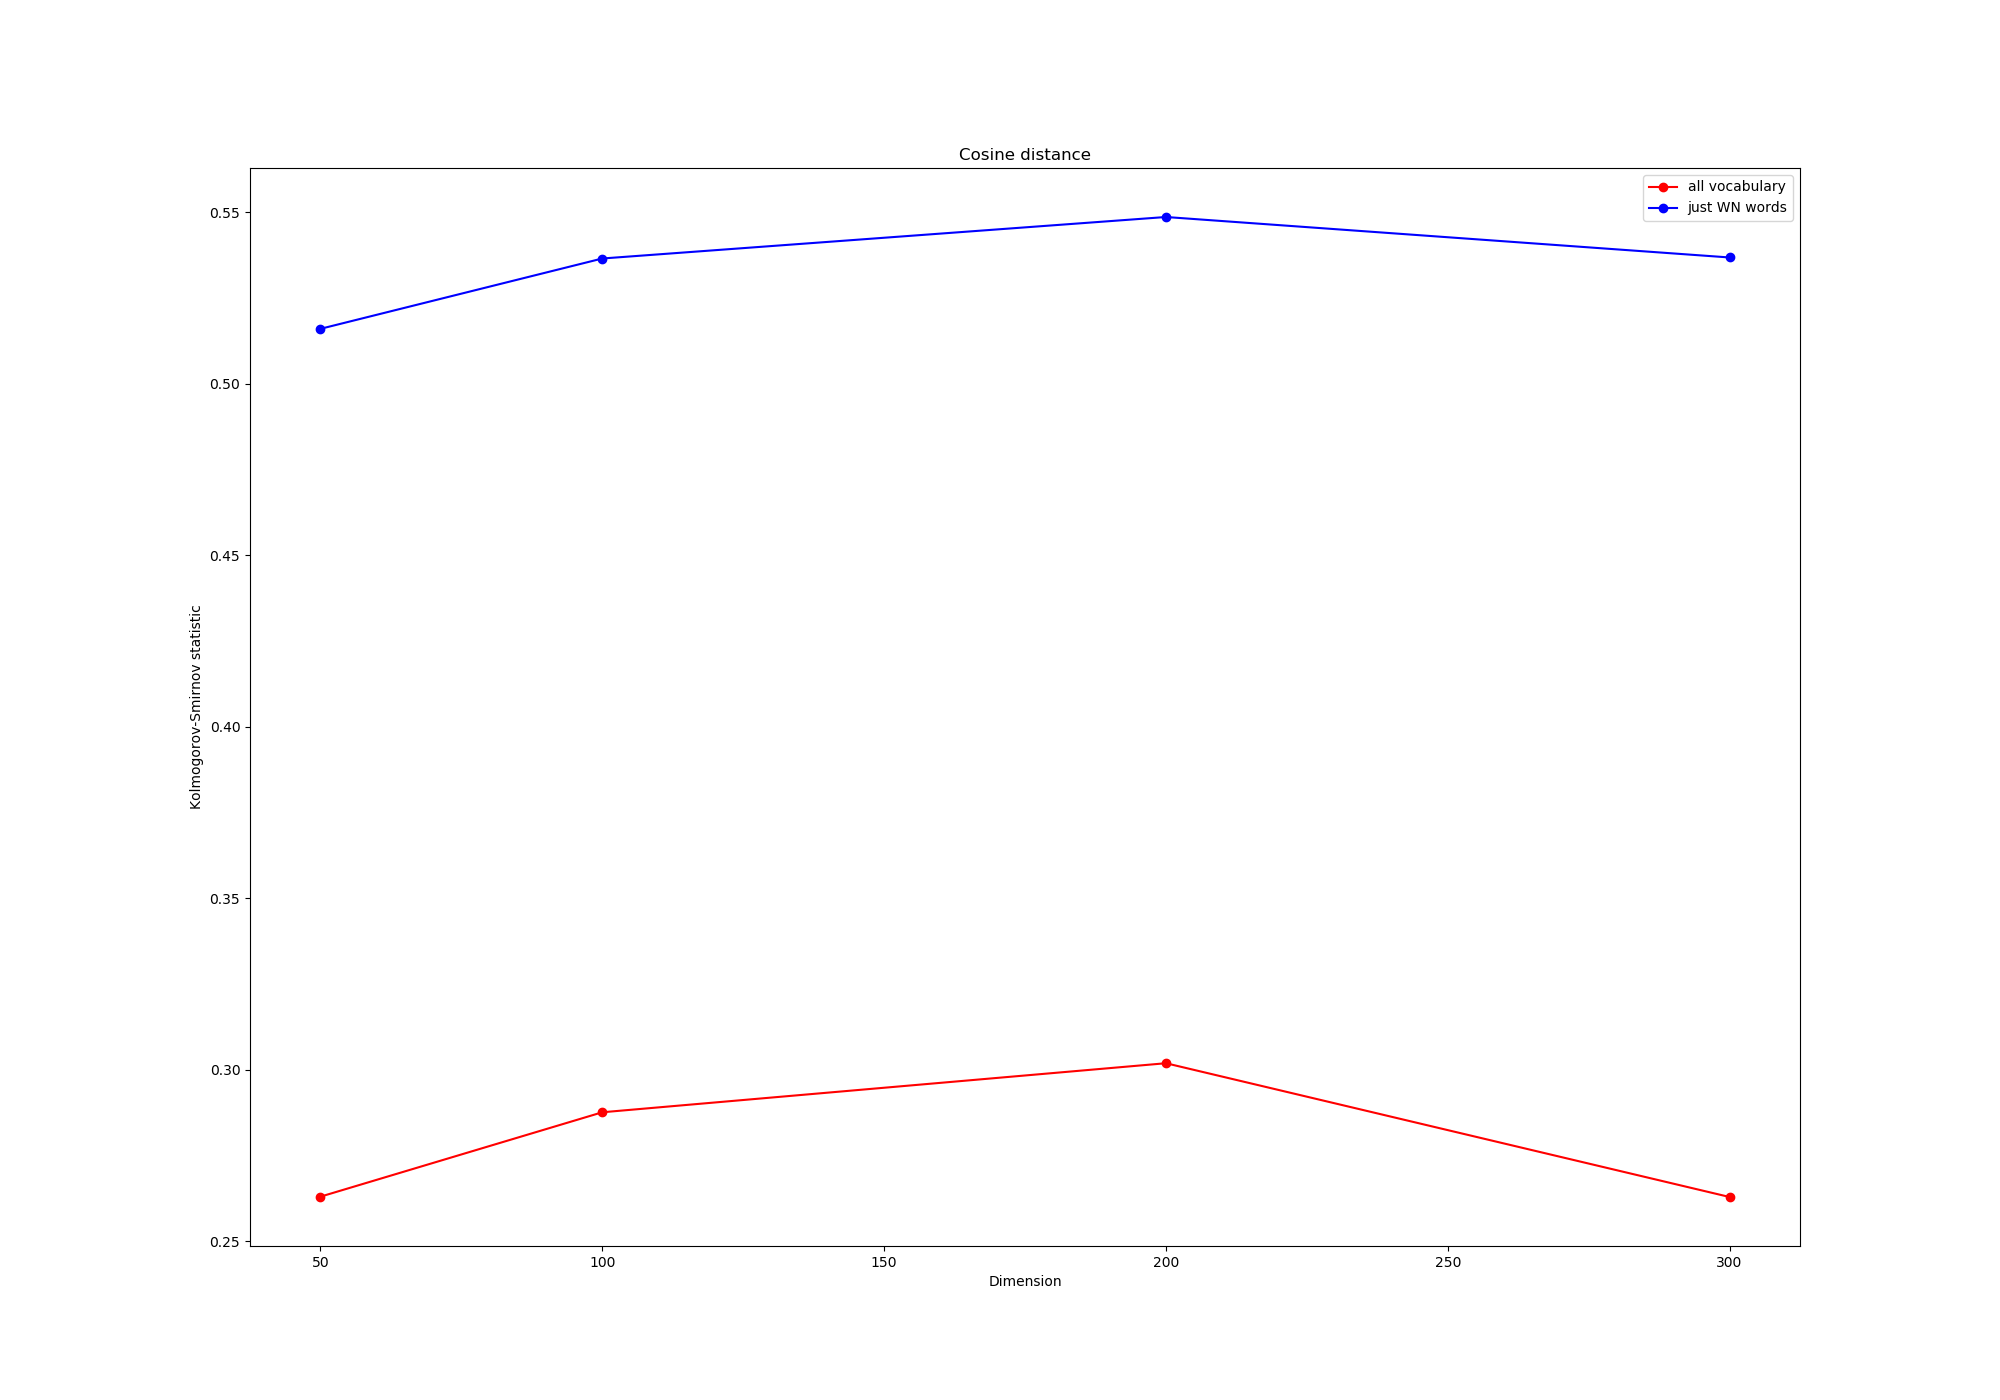 Cosine distance
all vocabulary
just WN words
0.55
0.50
0.45
0.40
0.35
0.30
0.25
Kolmogorov-Smirnov statistic
50 100 150 200 250 300
Dimension